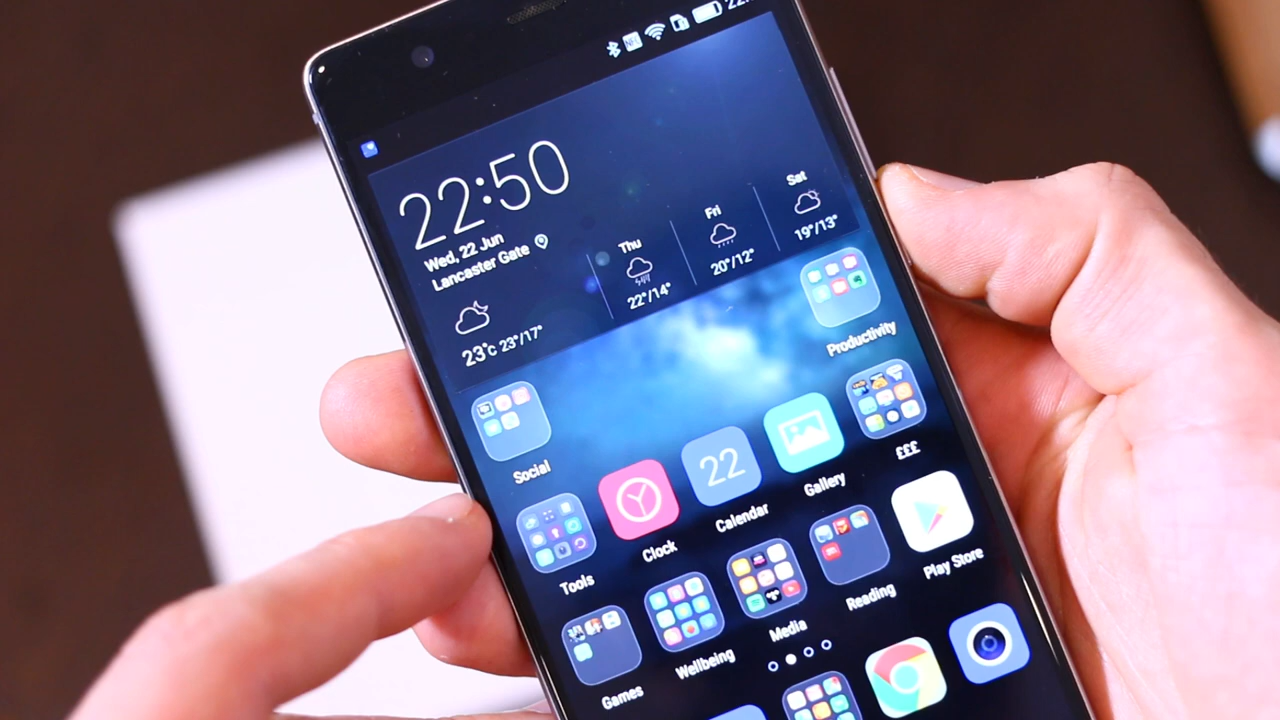 22:
22:50
Wed, 22 Jun
Lancaster Gate
23°C 23°/17°
Thu
22°/14°
Fri
20°/12°
Sat
19°/13°
Productivity
Social
22
Clock
Calendar
Gallery
£££
Tools
Games
Wellbeing
Media
Reading
Play Store